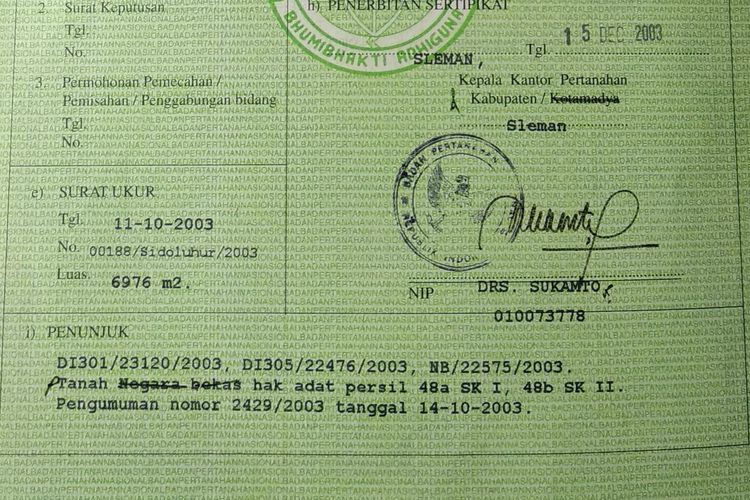 2 Surat Keputusan
Tgl.
No.
3. Permohonan Pemecahan /
Pemisahan / Penggabungan bidang
Tgl.
No.
e) SURAT UKUR
Tgl. 11-10-2003
No. 00188/Sidoluhur/2003
Luas. 6976 m2.
h) PENERBITAN SERTIPIKAT
BHUMIBHAKTI ADHIGUNA
SLEMAN, Tgl. 15 DEC 2003
Kepala Kantor Pertanahan
Kabupaten / Kotamadya
Sleman
BADAN PERTANAHAN
REPUBLIK INDON
DRS. SUKAMTO
NIP 010073778
i) PENUNJUK
DI301/23120/2003, DI305/22476/2003, NB/22575/2003.
Tanah Negara bekas hak adat persil 48a SK I, 48b SK II.
Pengumuman nomor 2429/2003 tanggal 14-10-2003.